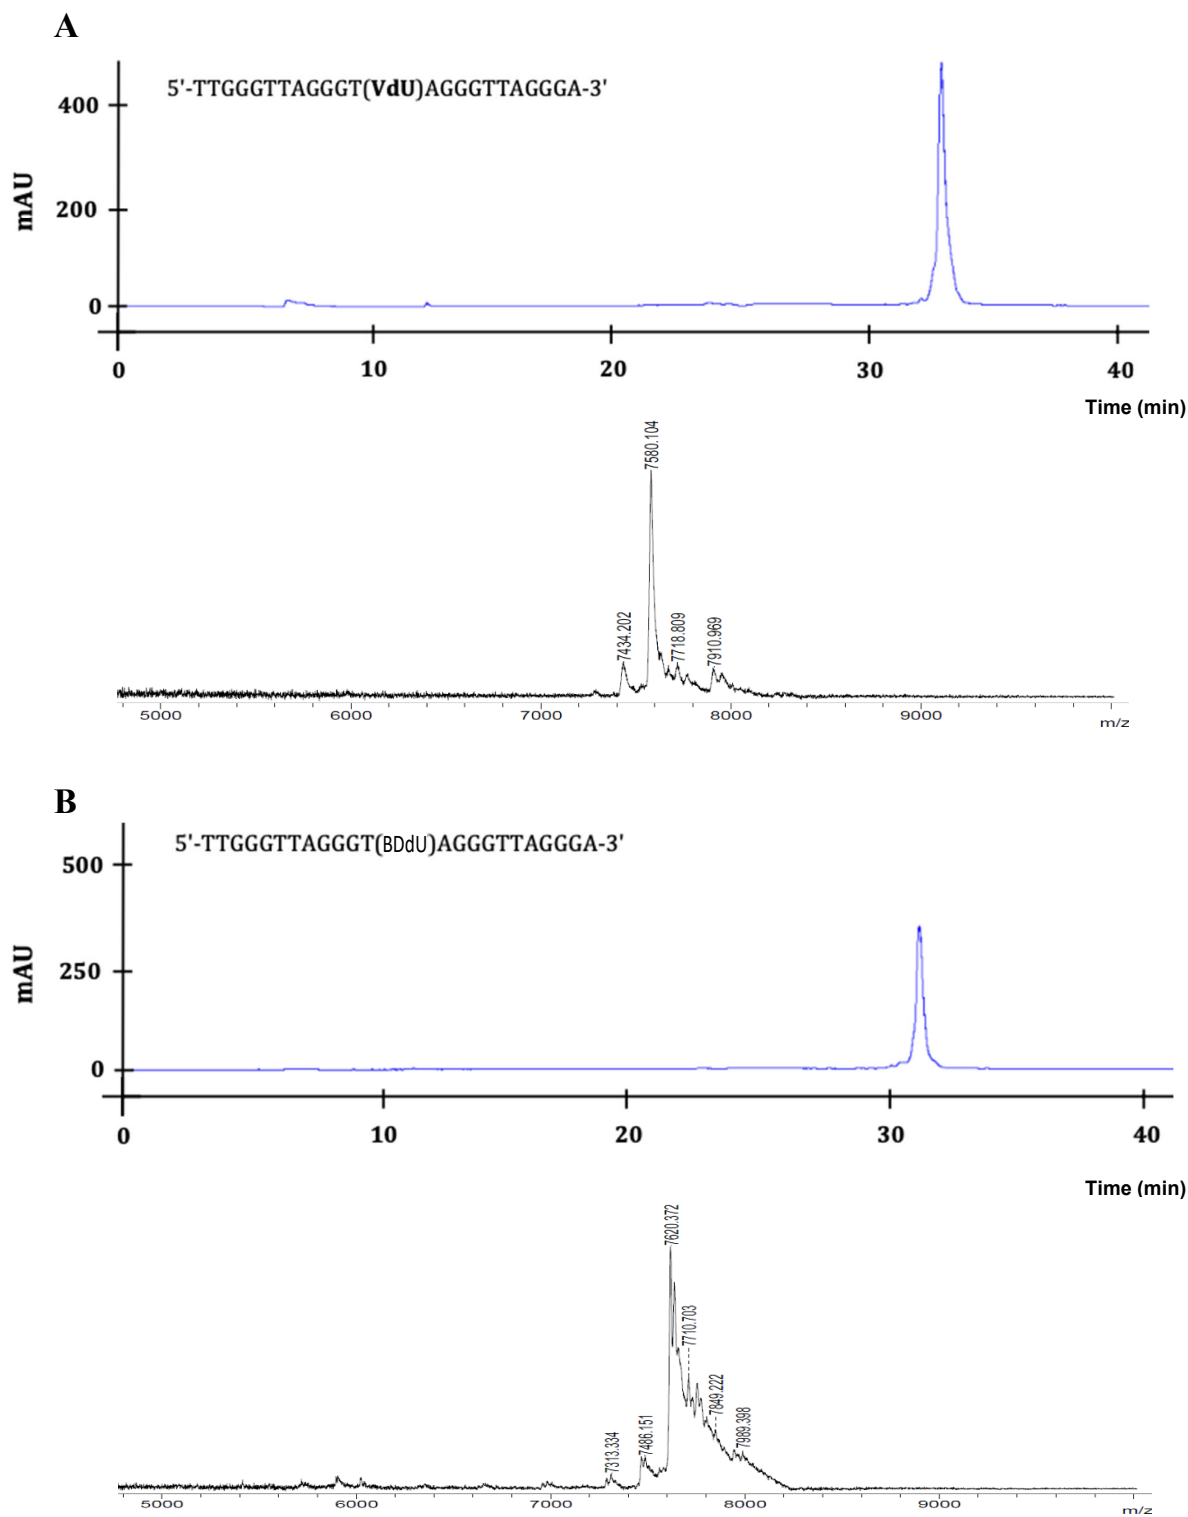 A
5'-TTGGGTTAGGGT(VdU)AGGGTTAGGGA-3'
400
200
0
mAU
0 10 20 30 40
Time (min)
7434.202 7580.104 7718.809 7910.969
5000 6000 7000 8000 9000
m/z
B
5'-TTGGGTTAGGGT(BDdU)AGGGTTAGGGA-3'
500
250
0
mAU
0 10 20 30 40
Time (min)
7313.334 7486.151 7620.372 7710.703 7849.222 7989.398
5000 6000 7000 8000 9000
m/z